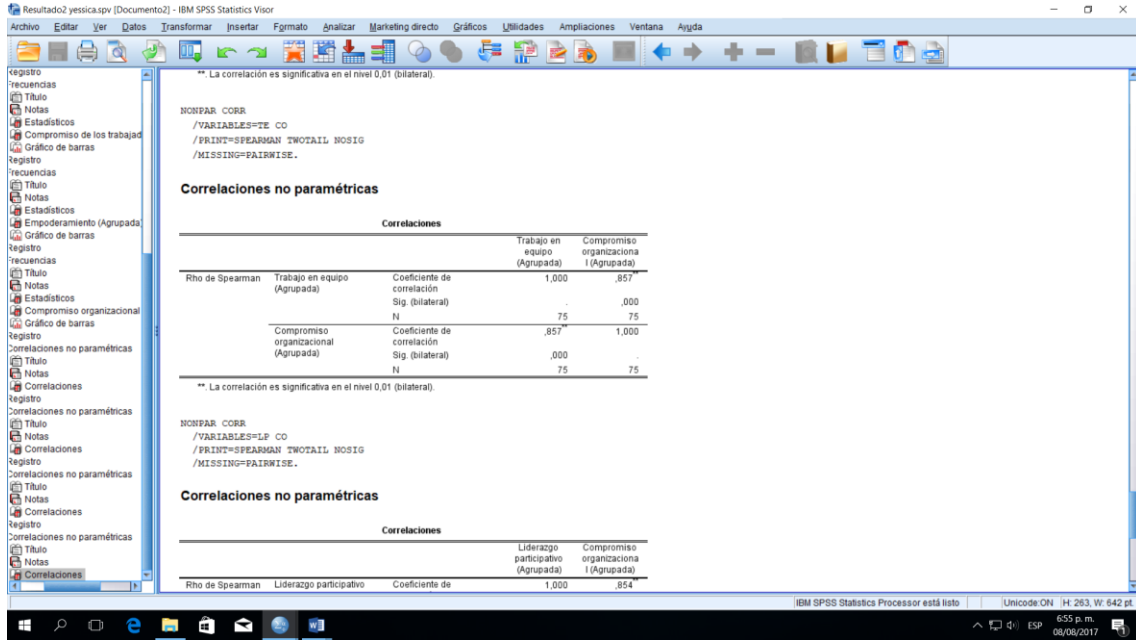 Resultado2 yessica.spv [Documento2] - IBM SPSS Statistics Visor
Archivo Editar Ver Datos Transformar Insertar Formato Analizar Marketing directo Gráficos Utilidades Ampliaciones Ventana Ayuda
Registro
Frecuencias
Título
Notas
Estadísticos
Compromiso de los trabajad
Gráfico de barras
Registro
Frecuencias
Título
Notas
Estadísticos
Empoderamiento (Agrupada)
Gráfico de barras
Registro
Frecuencias
Título
Notas
Estadísticos
Compromiso organizacional
Gráfico de barras
Registro
Correlaciones no paramétricas
Título
Notas
Correlaciones
Registro
Correlaciones no paramétricas
Título
Notas
Correlaciones
Registro
Correlaciones no paramétricas
Título
Notas
Correlaciones
Registro
Correlaciones no paramétricas
Título
Notas
Correlaciones
**. La correlación es significativa en el nivel 0,01 (bilateral).
NONPAR CORR
/VARIABLES=TE CO
/PRINT=SPEARMAN TWOTAIL NOSIG
/MISSING=PAIRWISE.
Correlaciones no paramétricas
Correlaciones
Trabajo en equipo (Agrupada) Compromiso organizaciona l (Agrupada)
Rho de Spearman Trabajo en equipo (Agrupada) Coeficiente de correlación 1,000 ,857**
Sig. (bilateral) . ,000
N 75 75
Compromiso organizacional (Agrupada) Coeficiente de correlación ,857** 1,000
Sig. (bilateral) ,000 .
N 75 75
**. La correlación es significativa en el nivel 0,01 (bilateral).
NONPAR CORR
/VARIABLES=LP CO
/PRINT=SPEARMAN TWOTAIL NOSIG
/MISSING=PAIRWISE.
Correlaciones no paramétricas
Correlaciones
Liderazgo participativo (Agrupada) Compromiso organizaciona l (Agrupada)
Rho de Spearman Liderazgo participativo Coeficiente de 1,000 ,854**
IBM SPSS Statistics Processor está listo Unicode:ON H: 263, W: 642 pt.
ESP 6:55 p. m.
08/08/2017